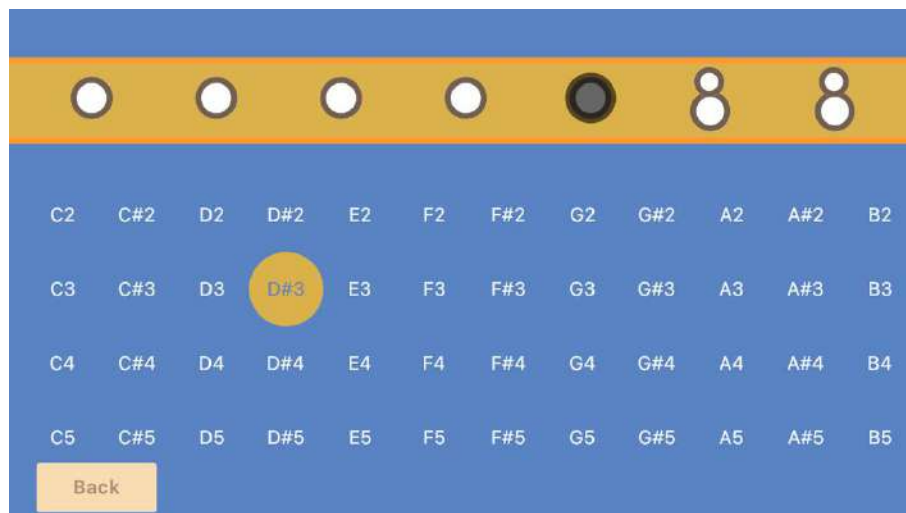 C2 C#2 D2 D#2 E2 F2 F#2 G2 G#2 A2 A#2 B2
C3 C#3 D3 D#3 E3 F3 F#3 G3 G#3 A3 A#3 B3
C4 C#4 D4 D#4 E4 F4 F#4 G4 G#4 A4 A#4 B4
C5 C#5 D5 D#5 E5 F5 F#5 G5 G#5 A5 A#5 B5
Back